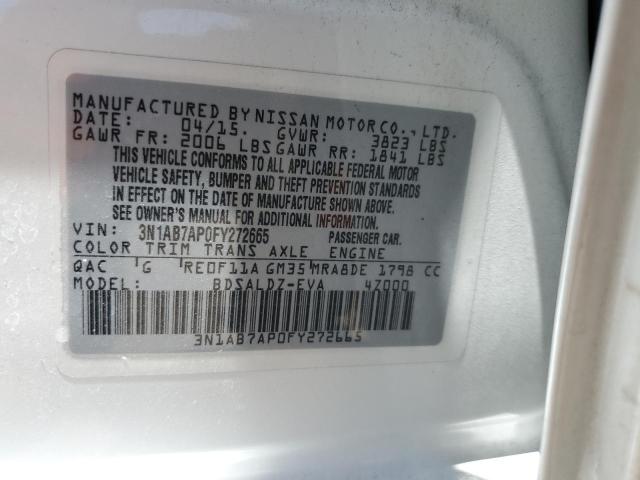 MANUFACTURED BY NISSAN MOTOR CO., LTD.
DATE: 04/15. GVWR: 3823 LBS
GAWR FR: 2006 LBS GAWR RR: 1841 LBS
THIS VEHICLE CONFORMS TO ALL APPLICABLE FEDERAL MOTOR
VEHICLE SAFETY, BUMPER AND THEFT PREVENTION STANDARDS
IN EFFECT ON THE DATE OF MANUFACTURE SHOWN ABOVE.
SEE OWNER'S MANUAL FOR ADDITIONAL INFORMATION.
VIN: 3N1AB7AP0FY272665 PASSENGER CAR.
COLOR TRIM TRANS AXLE ENGINE
QAC G RE0F11A GM35 MRA8DE 1798 CC
MODEL: BDSALDZ-EVA 47000
3N1AB7AP0FY272665